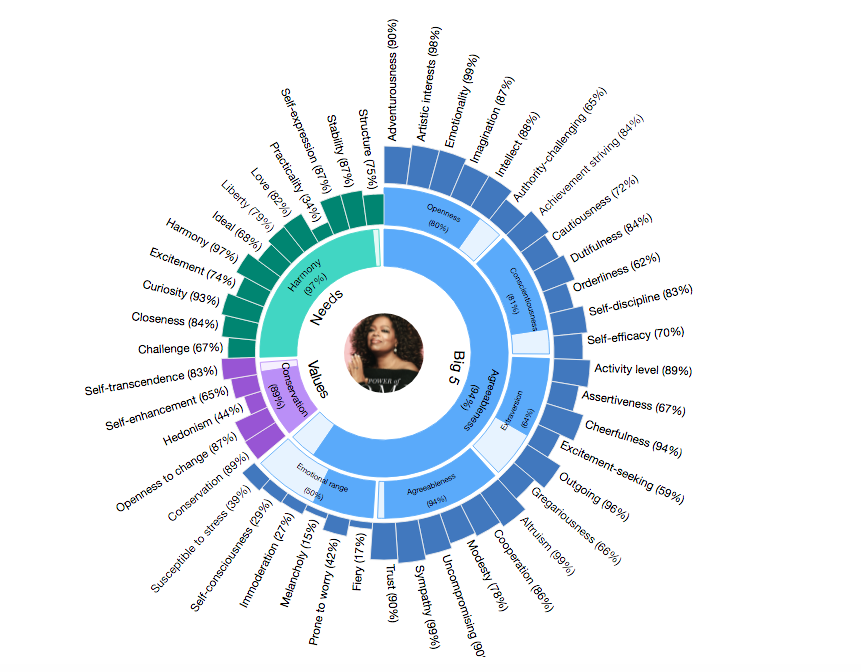 Adventurousness (90%)
Artistic interests (98%)
Emotionality (99%)
Imagination (87%)
Intellect (88%)
Authority-challenging (65%)
Achievement striving (84%)
Cautiousness (72%)
Dutifulness (84%)
Orderliness (62%)
Self-discipline (83%)
Self-efficacy (70%)
Activity level (89%)
Assertiveness (67%)
Cheerfulness (94%)
Excitement-seeking (59%)
Outgoing (96%)
Gregariousness (66%)
Altruism (99%)
Cooperation (86%)
Modesty (78%)
Uncompromising (90
Sympathy (99%)
Trust (90%)
Fiery (17%)
Prone to worry (42%)
Melancholy (15%)
Immoderation (27%)
Self-consciousness (29%)
Susceptible to stress (39%)
Conservation (89%)
Openness to change (87%)
Hedonism (44%)
Self-enhancement (65%)
Self-transcendence (83%)
Challenge (67%)
Closeness (84%)
Curiosity (93%)
Excitement (74%)
Harmony (97%)
Ideal (68%)
Liberty (79%)
Love (82%)
Practicality (34%)
Self-expression (87%)
Stability (87%)
Structure (75%)
Openness
(80%)
Conscientiousness
(81%)
Extraversion
(64%)
Agreeableness
(94%)
Emotional range
(50%)
Conservation
(89%)
Harmony
(97%)
Agreeableness
(94%)
Needs
Values
Big 5
POWER of